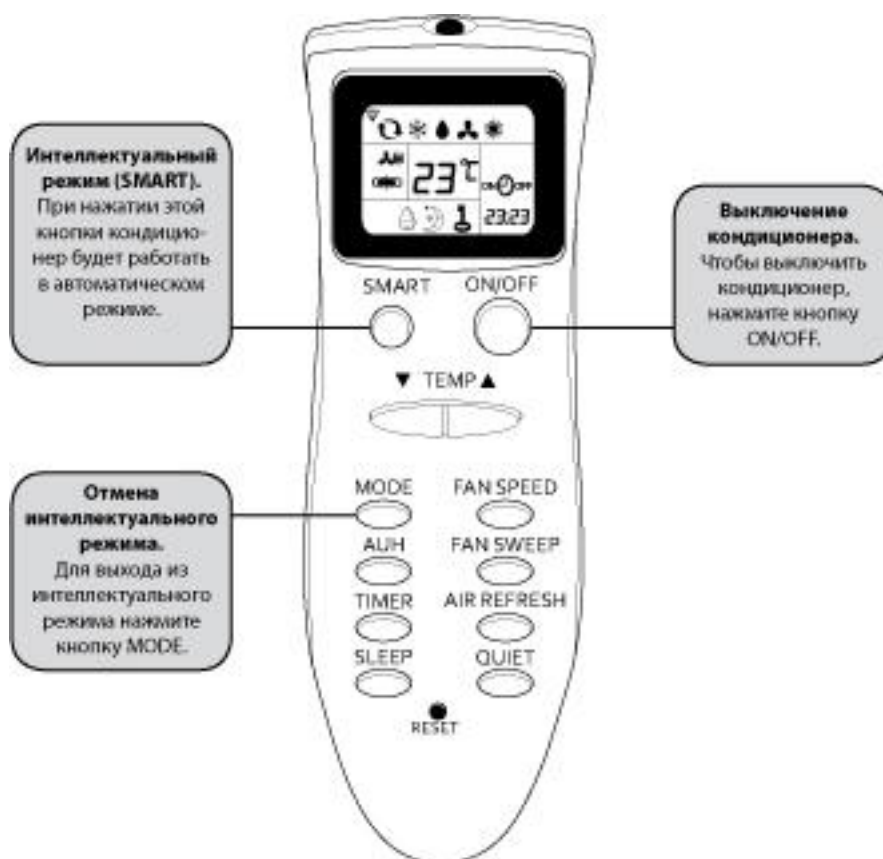 Интеллектуальный
режим (SMART).
При нажатии этой
кнопки кондицио-
нер будет работать
в автоматическом
режиме.
23°C
ON OFF
23:23
SMART ON/OFF
Выключение
кондиционера.
Чтобы выключить
кондиционер,
нажмите кнопку
ON/OFF.
▼ TEMP ▲
Отмена
интеллектуального
режима.
Для выхода из
интеллектуального
режима нажмите
кнопку MODE.
MODE FAN SPEED
AUH FAN SWEEP
TIMER AIR REFRESH
SLEEP QUIET
RESET